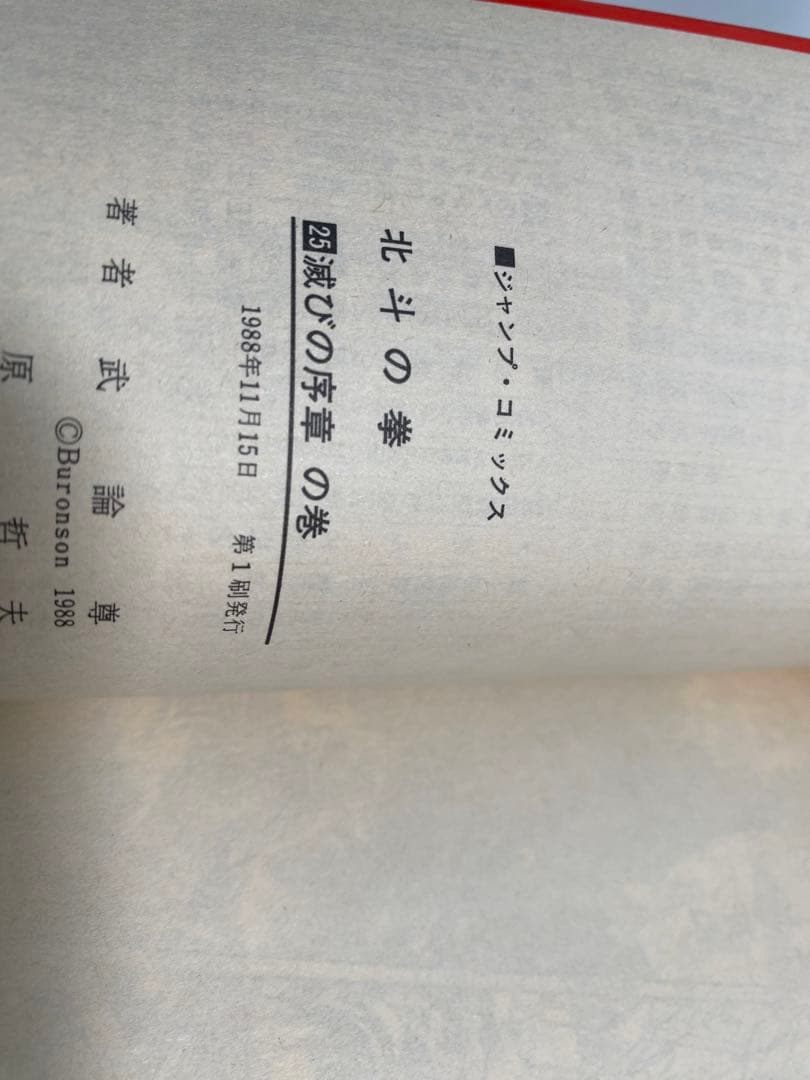 ■ジャンプ・コミックス
北斗の拳
25滅びの序章の巻
1988年11月15日 第1刷発行
著者 武論尊
©Buronson 1988
原哲夫